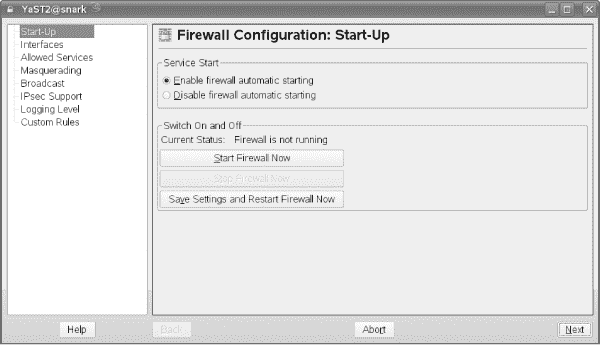 YaST2@snark
Start-Up
Interfaces
Allowed Services
Masquerading
Broadcast
IPsec Support
Logging Level
Custom Rules
Firewall Configuration: Start-Up
Service Start
Enable firewall automatic starting
Disable firewall automatic starting
Switch On and Off
Current Status: Firewall is not running
Start Firewall Now
Stop Firewall Now
Save Settings and Restart Firewall Now
Help
Back
Abort
Next